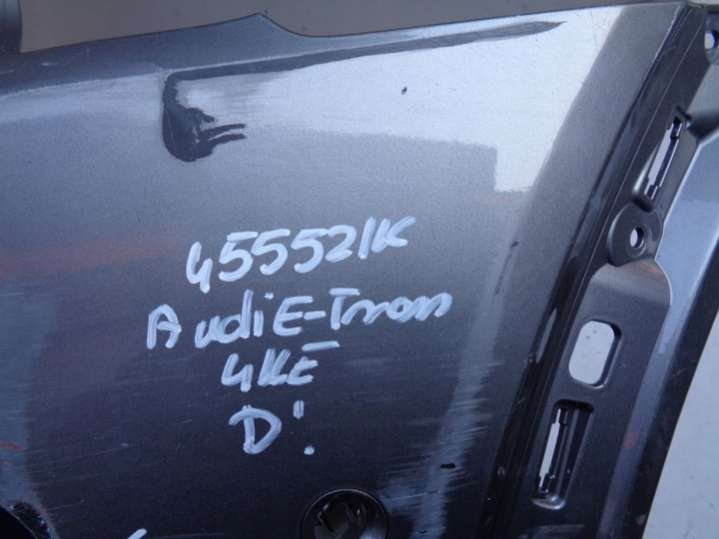 455521K
Audi E-Tron
4KE
D!